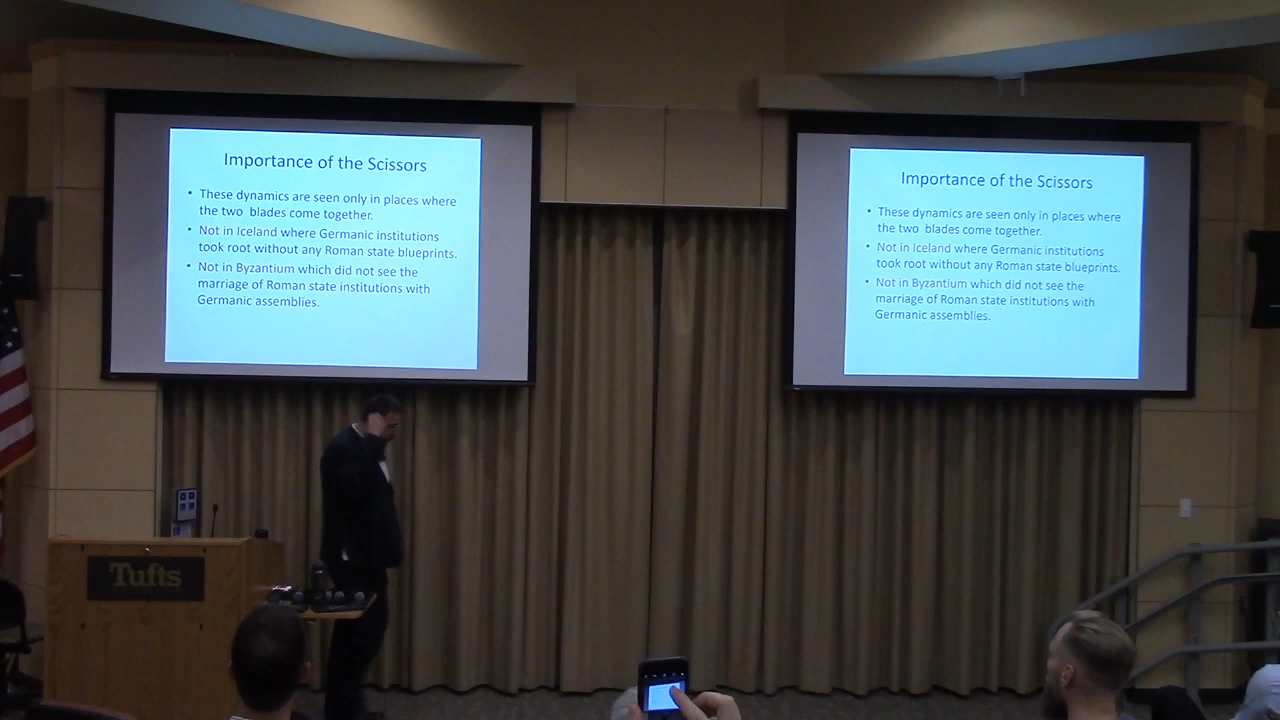 Importance of the Scissors
• These dynamics are seen only in places where
the two blades come together.
• Not in Iceland where Germanic institutions
took root without any Roman state blueprints.
• Not in Byzantium which did not see the
marriage of Roman state institutions with
Germanic assemblies.
Importance of the Scissors
• These dynamics are seen only in places where
the two blades come together.
• Not in Iceland where Germanic institutions
took root without any Roman state blueprints.
• Not in Byzantium which did not see the
marriage of Roman state institutions with
Germanic assemblies.
Tufts